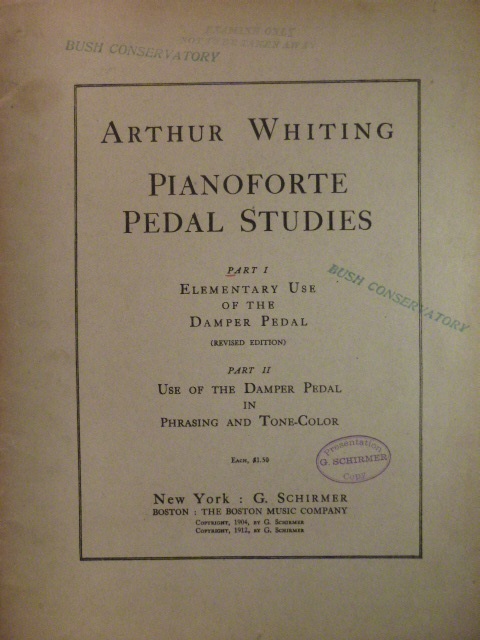 EXAMINE ONLY
BUSH CONSERVATORY
ARTHUR WHITING
PIANOFORTE
PEDAL STUDIES
PART I
ELEMENTARY USE
OF THE
DAMPER PEDAL
(REVISED EDITION)
BUSH CONSERVATORY
PART II
USE OF THE DAMPER PEDAL
IN
PHRASING AND TONE-COLOR
EACH, $1.50
Presentation
G. SCHIRMER
Copy
New York : G. SCHIRMER
BOSTON : THE BOSTON MUSIC COMPANY
COPYRIGHT, 1904, BY G. SCHIRMER
COPYRIGHT, 1912, BY G. SCHIRMER